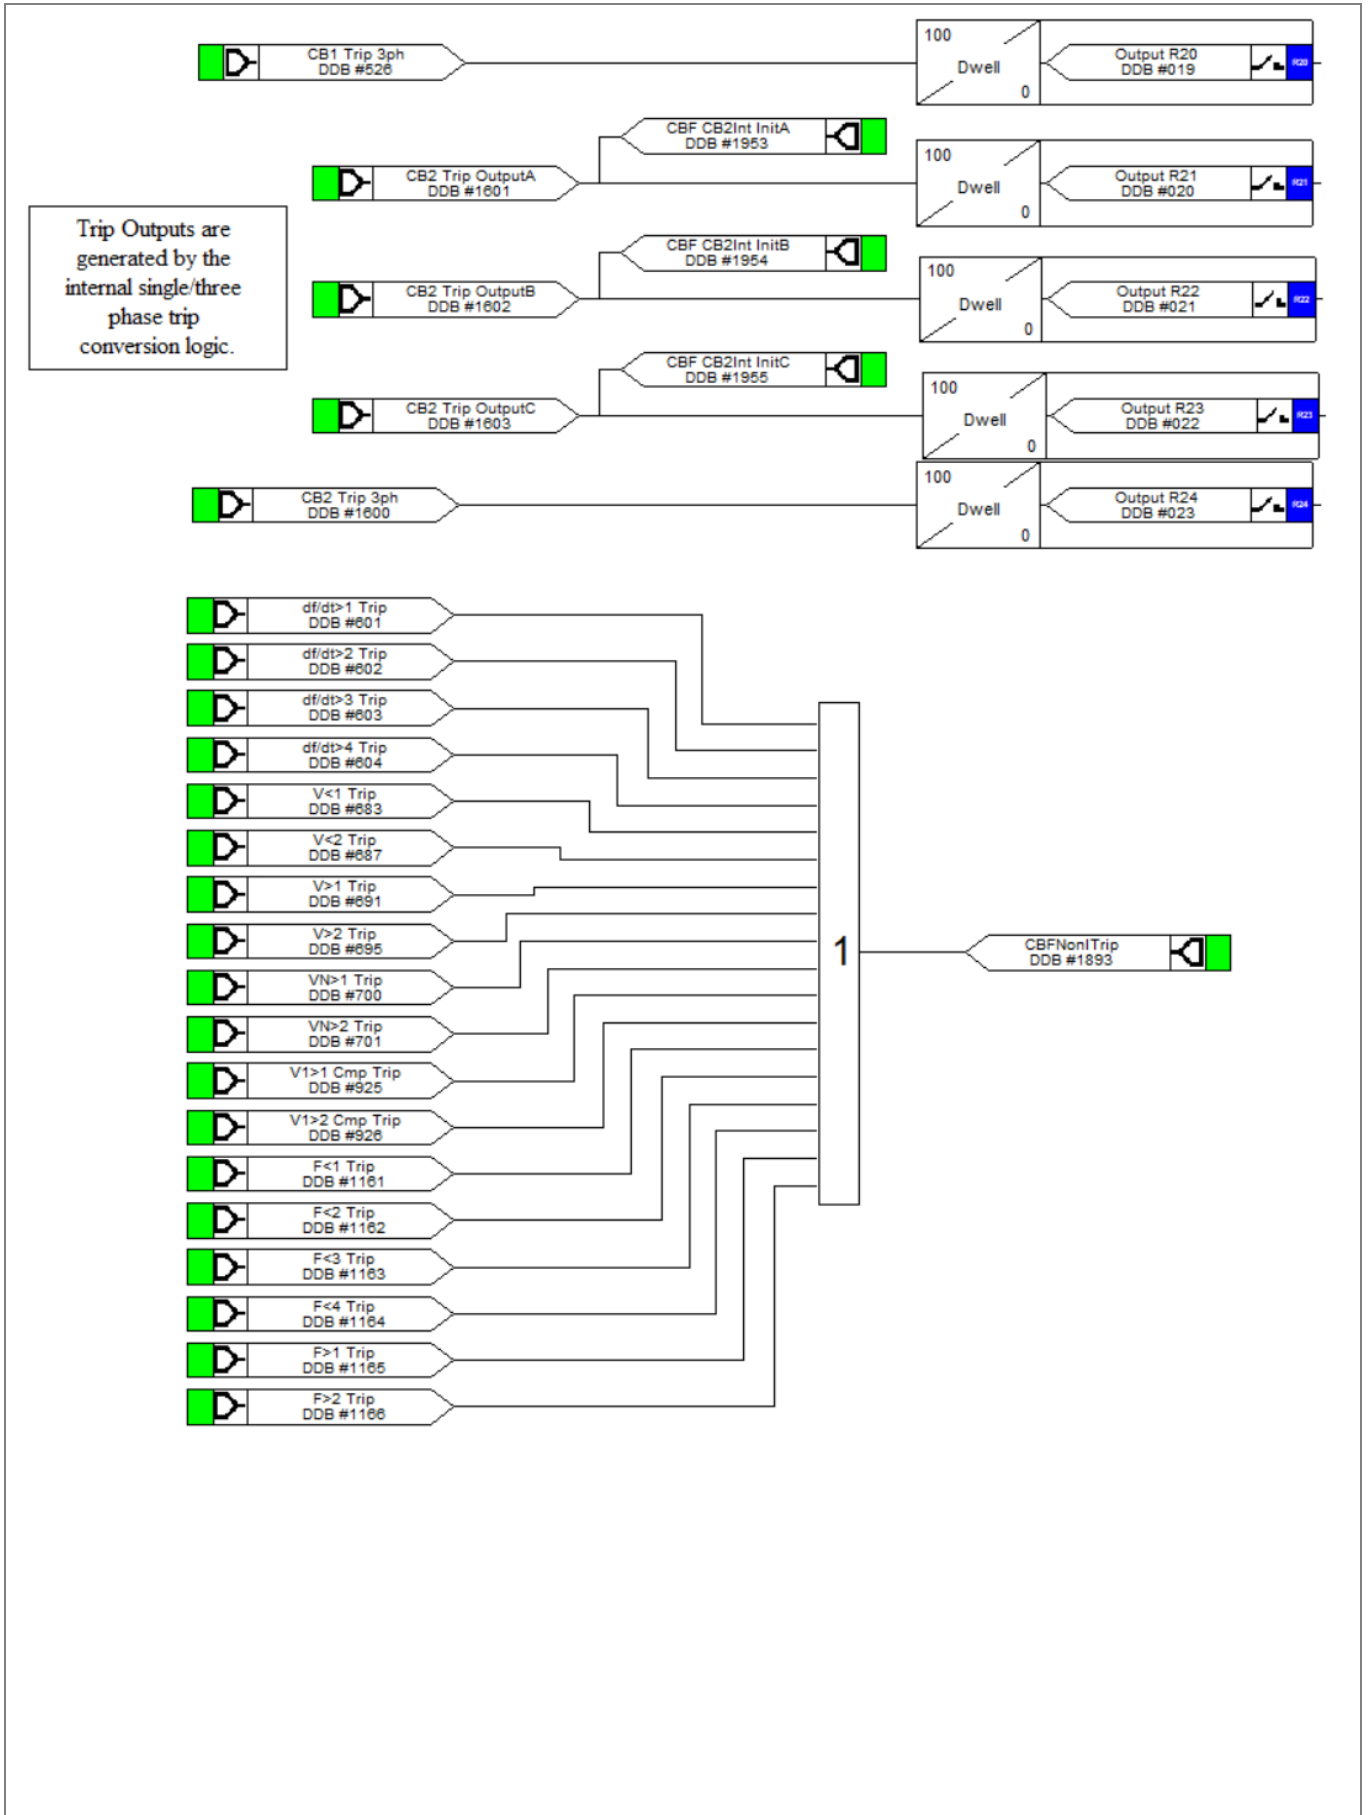 CB1 Trip 3ph
DDB #526
100
Dwell
0
Output R20
DDB #019
R20
CBF CB2Int InitA
DDB #1953
CB2 Trip OutputA
DDB #1601
100
Dwell
0
Output R21
DDB #020
R21
Trip Outputs are
generated by the
internal single/three
phase trip
conversion logic.
CBF CB2Int InitB
DDB #1954
CB2 Trip OutputB
DDB #1602
100
Dwell
0
Output R22
DDB #021
R22
CBF CB2Int InitC
DDB #1955
CB2 Trip OutputC
DDB #1603
100
Dwell
0
Output R23
DDB #022
R23
CB2 Trip 3ph
DDB #1600
100
Dwell
0
Output R24
DDB #023
R24
df/dt>1 Trip
DDB #601
df/dt>2 Trip
DDB #602
df/dt>3 Trip
DDB #603
df/dt>4 Trip
DDB #604
V<1 Trip
DDB #683
V<2 Trip
DDB #687
V>1 Trip
DDB #691
V>2 Trip
DDB #695
VN>1 Trip
DDB #700
VN>2 Trip
DDB #701
V1>1 Cmp Trip
DDB #925
V1>2 Cmp Trip
DDB #926
F<1 Trip
DDB #1161
F<2 Trip
DDB #1162
F<3 Trip
DDB #1163
F<4 Trip
DDB #1164
F>1 Trip
DDB #1165
F>2 Trip
DDB #1166
1
CBFNonITrip
DDB #1893